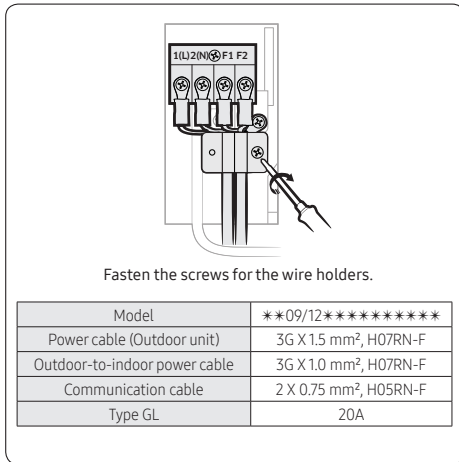 1(L) 2(N) F1 F2
Fasten the screws for the wire holders.
Model ✶✶09/12✶✶✶✶✶✶✶✶✶✶
Power cable (Outdoor unit) 3G X 1.5 mm², H07RN-F
Outdoor-to-indoor power cable 3G X 1.0 mm², H07RN-F
Communication cable 2 X 0.75 mm², H05RN-F
Type GL 20A